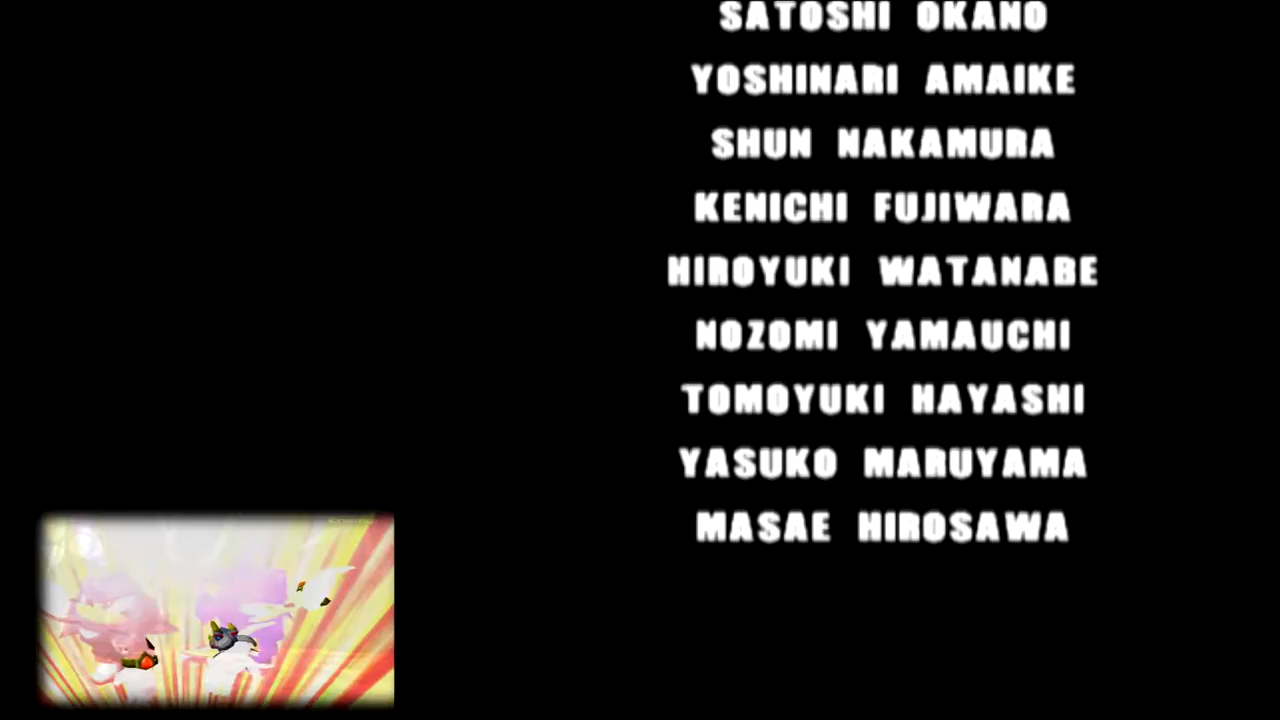 SATOSHI OKANO
YOSHINARI AMAIKE
SHUN NAKAMURA
KENICHI FUJIWARA
HIROYUKI WATANABE
NOZOMI YAMAUCHI
TOMOYUKI HAYASHI
YASUKO MARUYAMA
MASAE HIROSAWA